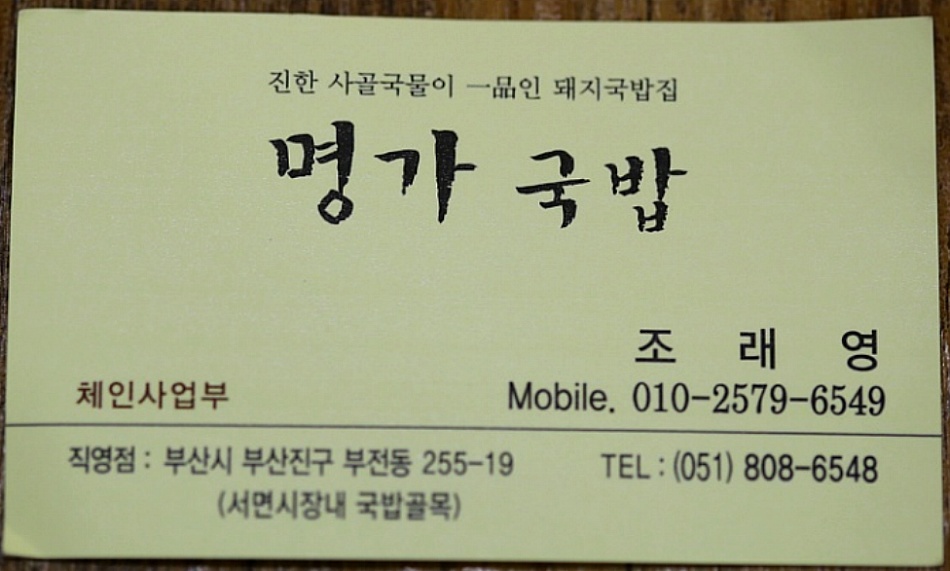 진한 사골국물이 一品인 돼지국밥집
명가 국밥
조 래 영
체인사업부 Mobile. 010-2579-6549
직영점 : 부산시 부산진구 부전동 255-19 TEL : (051) 808-6548
(서면시장내 국밥골목)